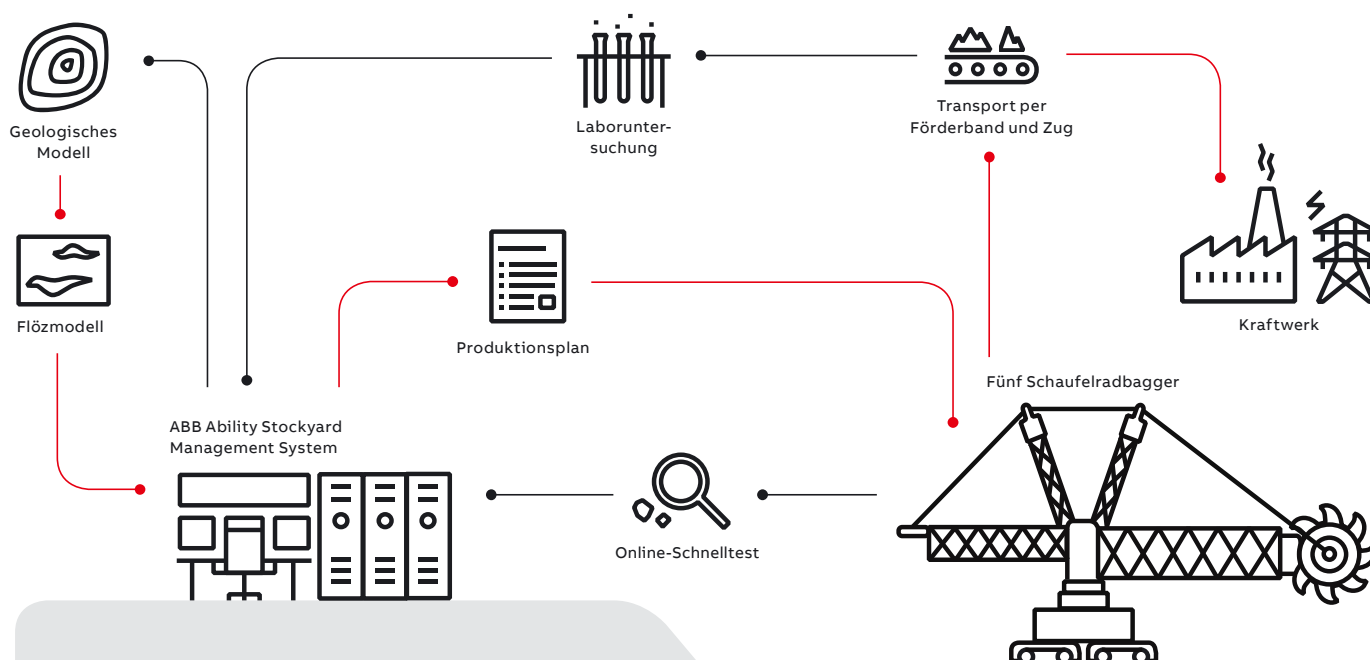 Geologisches
Modell
Laborunter-
suchung
Transport per
Förderband und Zug
Flözmodell
Produktionsplan
Kraftwerk
Fünf Schaufelradbagger
ABB Ability Stockyard
Management System
Online-Schnelltest